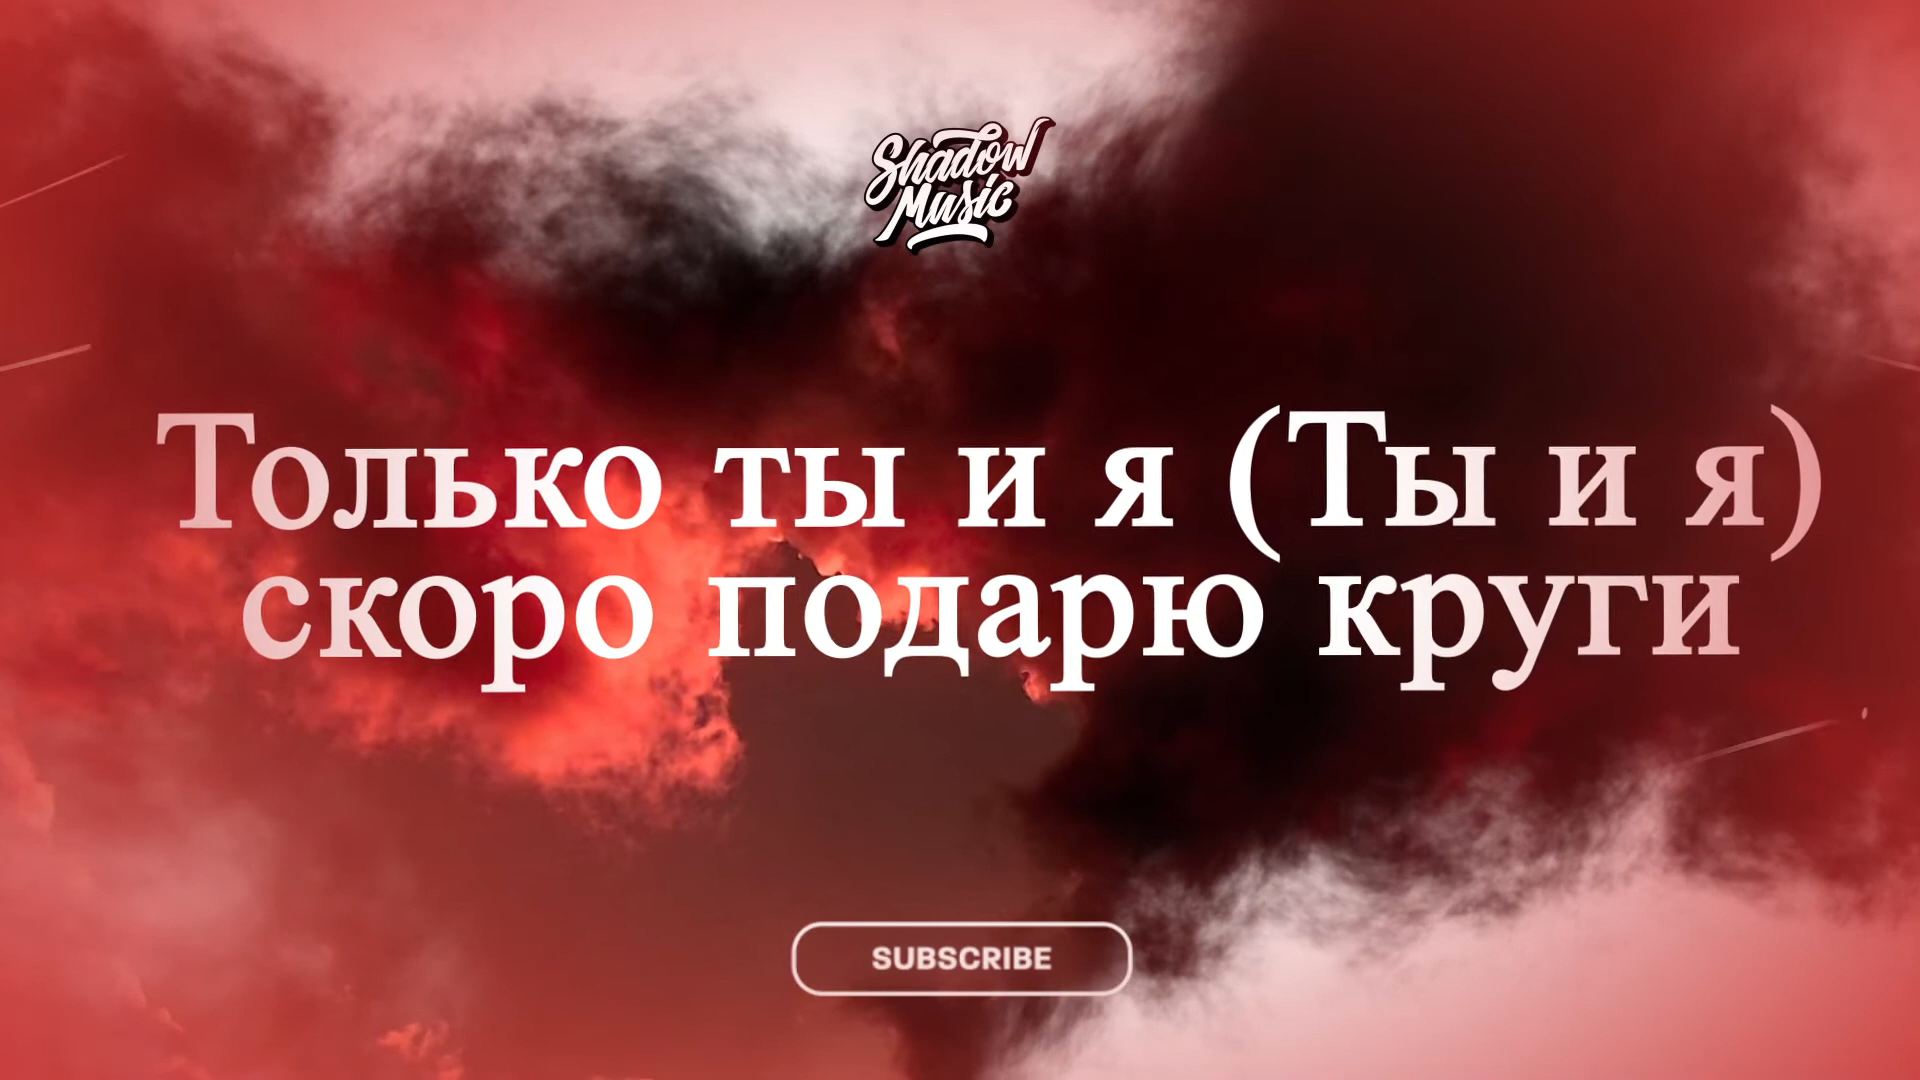 Shadow
Music
Только ты и я (Ты и я)
скоро подарю круги
SUBSCRIBE